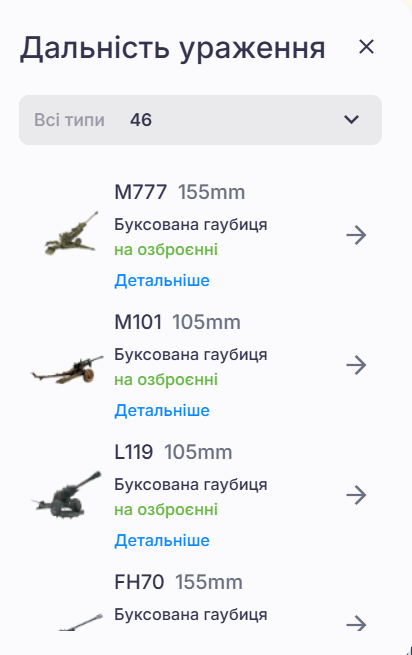 Дальність ураження
Всі типи 46
M777 155mm
Буксована гаубиця
на озброєнні
Детальніше
M101 105mm
Буксована гаубиця
на озброєнні
Детальніше
L119 105mm
Буксована гаубиця
на озброєнні
Детальніше
FH70 155mm
Буксована гаубиця